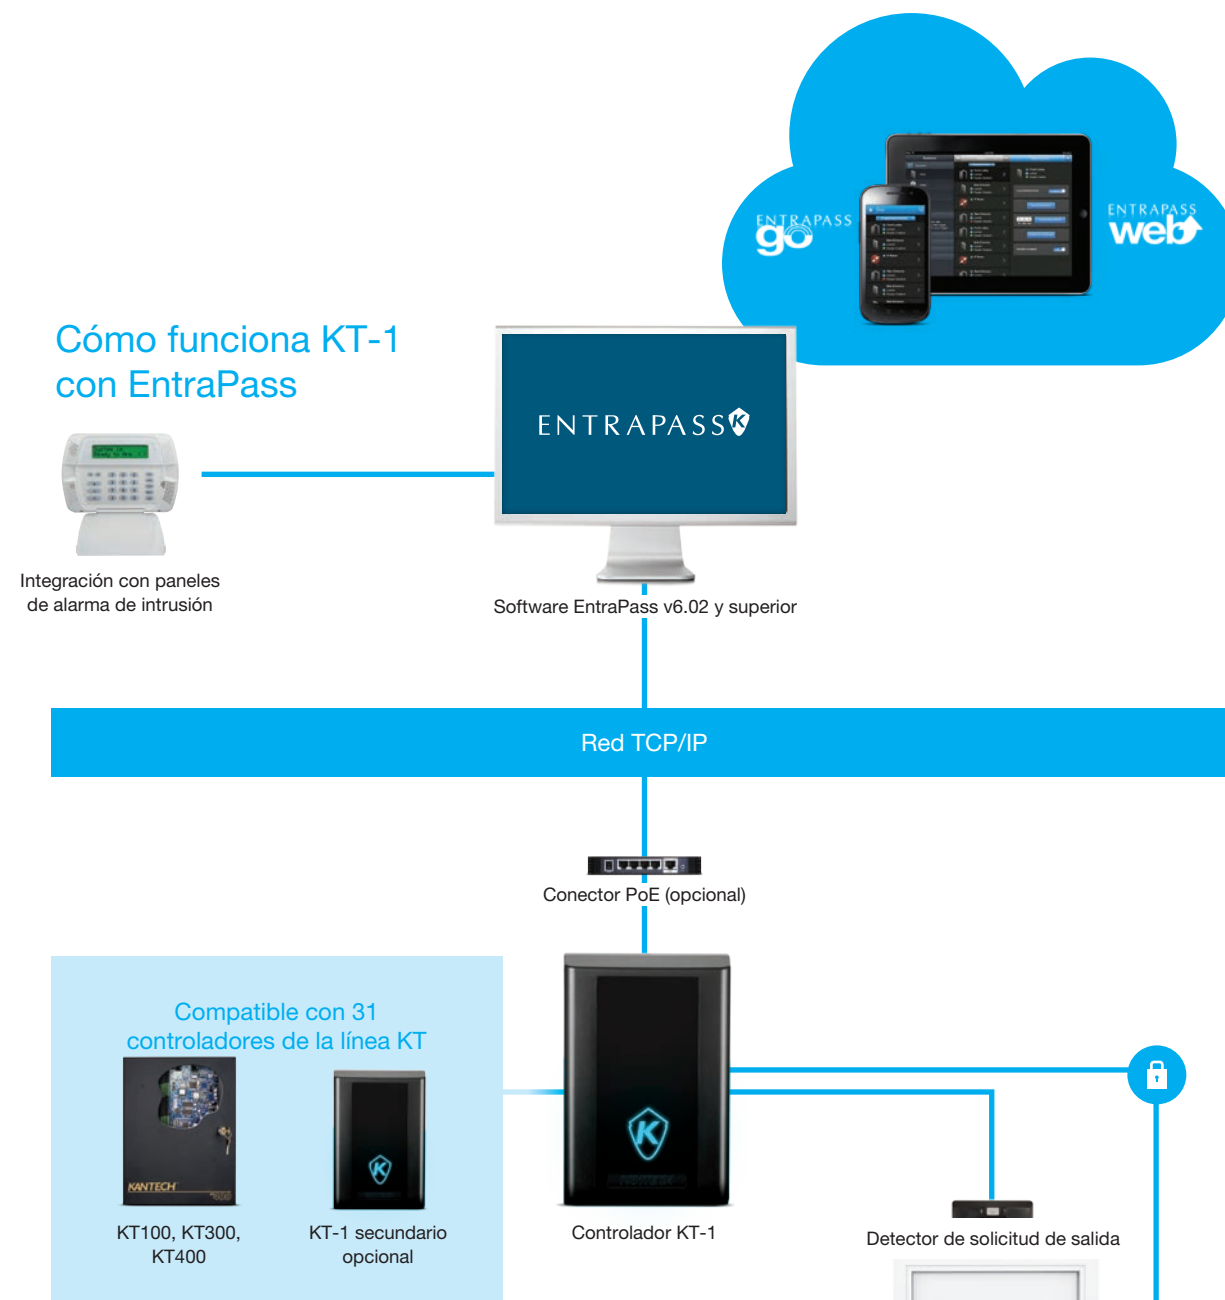 ENTRAPASS
go
ENTRAPASS
web
Cómo funciona KT-1
con EntraPass
ENTRAPASS
Integración con paneles
de alarma de intrusión
Software EntraPass v6.02 y superior
Red TCP/IP
Conector PoE (opcional)
Compatible con 31
controladores de la línea KT
KANTECH
KT100, KT300,
KT400
KT-1 secundario
opcional
K
Controlador KT-1
Detector de solicitud de salida